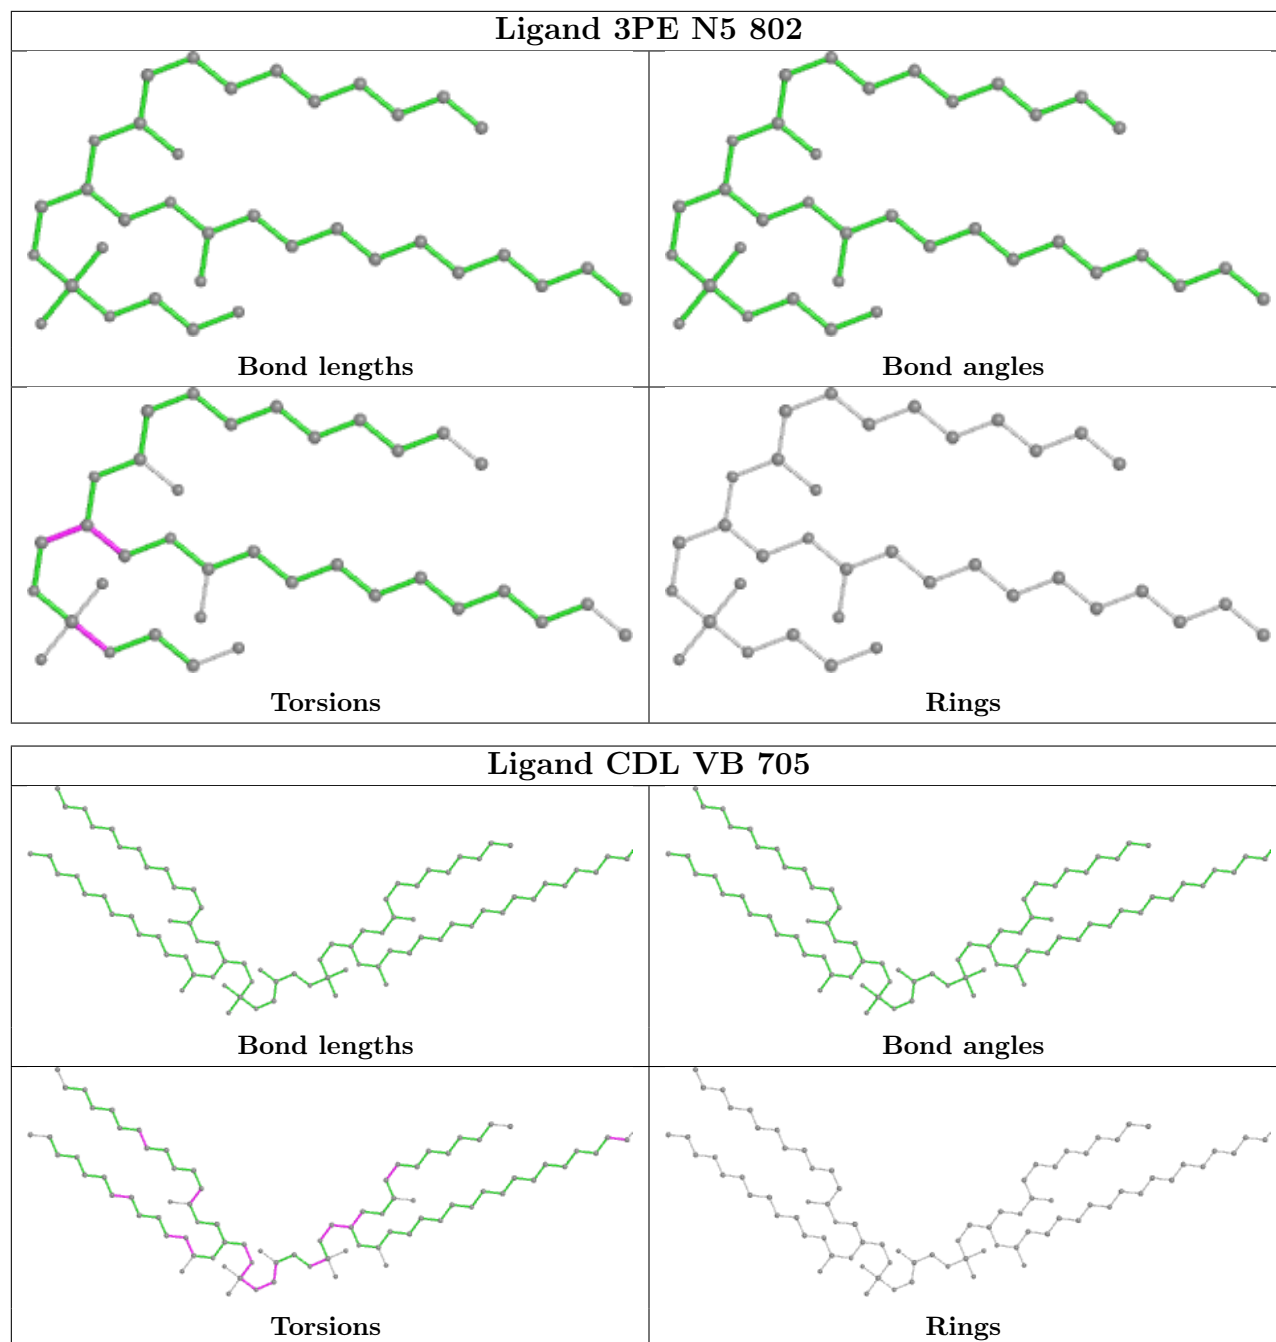 Ligand 3PE N5 802
Bond lengths
Bond angles
Torsions
Rings
Ligand CDL VB 705
Bond lengths
Bond angles
Torsions
Rings